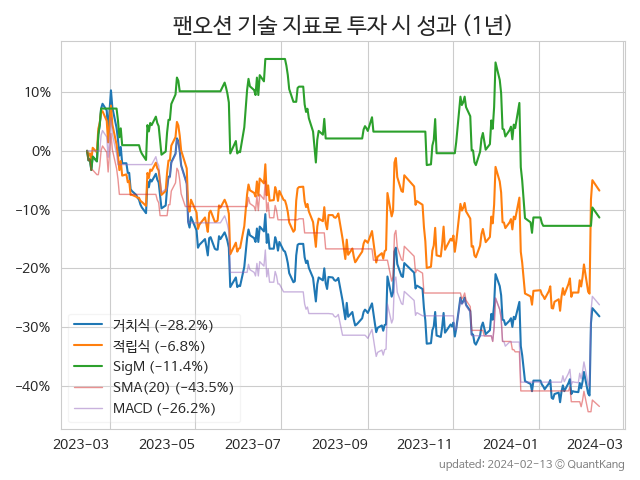 팬오션 기술 지표로 투자 시 성과 (1년)
10%
0%
−10%
−20%
−30%
−40%
거치식 (−28.2%)
적립식 (−6.8%)
SigM (−11.4%)
SMA(20) (−43.5%)
MACD (−26.2%)
2023−03 2023−05 2023−07 2023−09 2023−11 2024−01 2024−03
updated: 2024−02−13 ⓒ QuantKang